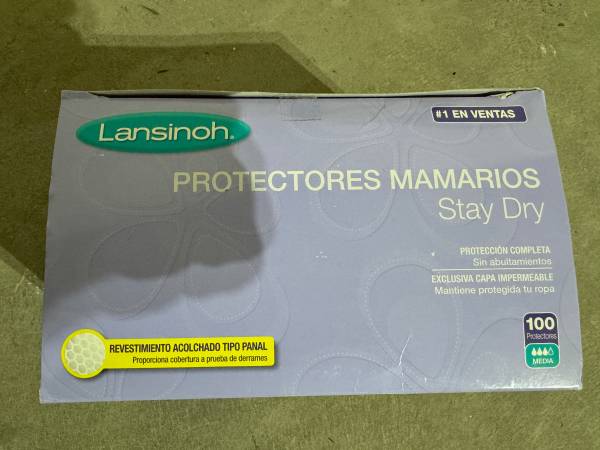 Lansinoh®
#1 EN VENTAS
PROTECTORES MAMARIOS
Stay Dry
PROTECCIÓN COMPLETA
Sin abultamientos
EXCLUSIVA CAPA IMPERMEABLE
Mantiene protegida tu ropa
100
Protectores
MEDIA
REVESTIMIENTO ACOLCHADO TIPO PANAL
Proporciona cobertura a prueba de derrames